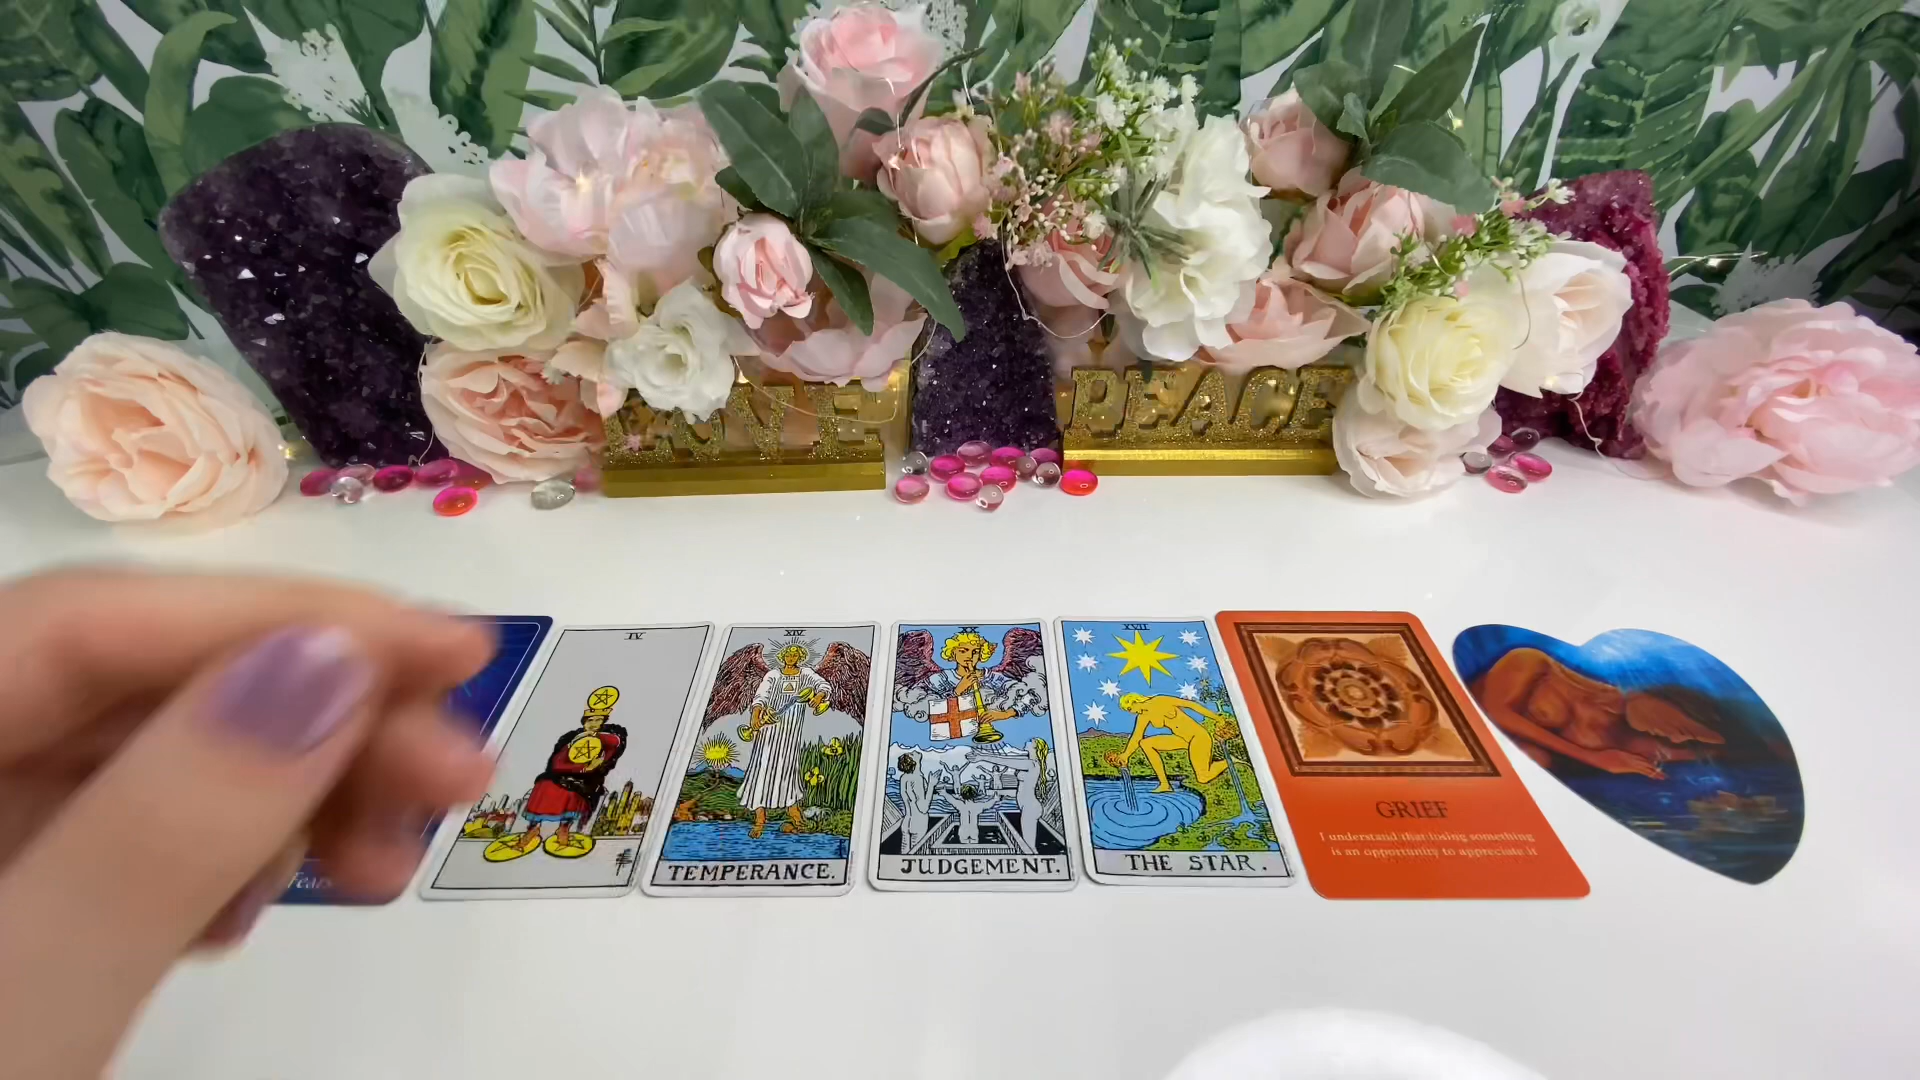 LOVE
PEACE
IV
XIV
XX
XVII
TEMPERANCE.
JUDGEMENT.
THE STAR.
GRIEF
I understand that losing something
is an opportunity to appreciate it
Fears